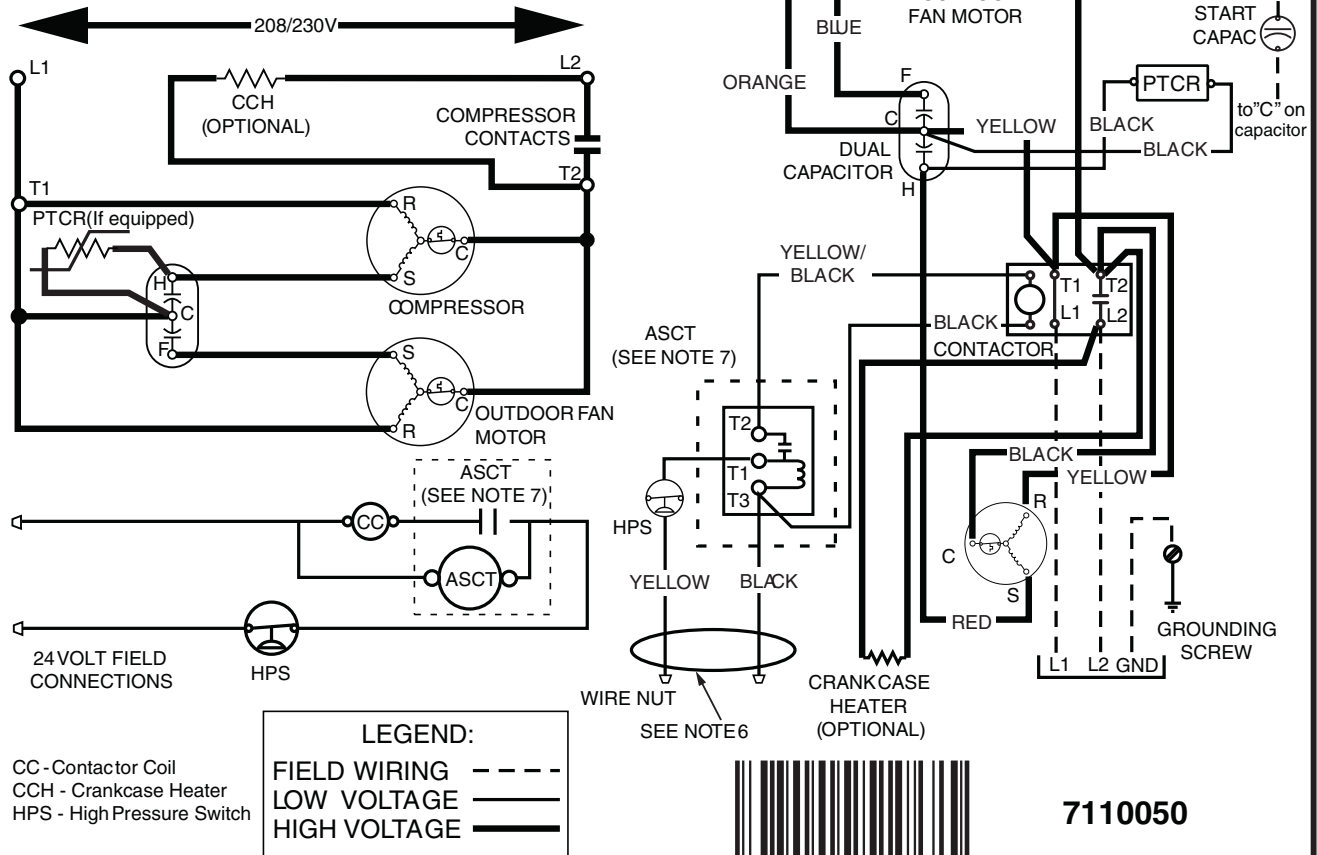 208/230V
L1
L2
CCH
(OPTIONAL)
COMPRESSOR
CONTACTS
T2
T1
PTCR(If equipped)
R
C
S
COMPRESSOR
H
C
F
S
C
R
OUTDOOR FAN
MOTOR
ASCT
(SEE NOTE 7)
CC
ASCT
24 VOLT FIELD
CONNECTIONS
HPS
CC - Contactor Coil
CCH - Crankcase Heater
HPS - High Pressure Switch
LEGEND:
FIELD WIRING
LOW VOLTAGE
HIGH VOLTAGE
FAN MOTOR
BLUE
ORANGE
F
C
H
DUAL
CAPACITOR
YELLOW
BLACK
BLACK
PTCR
START
CAPAC
to"C" on
capacitor
YELLOW/
BLACK
BLACK
T1
T2
L1
L2
CONTACTOR
ASCT
(SEE NOTE 7)
T2
T1
T3
HPS
YELLOW
BLACK
WIRE NUT
SEE NOTE 6
BLACK
YELLOW
R
C
S
RED
CRANKCASE
HEATER
(OPTIONAL)
L1
L2
GND
GROUNDING
SCREW
7110050